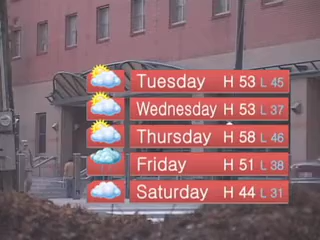 Tuesday H 53 L 45
Wednesday H 53 L 37
Thursday H 58 L 46
Friday H 51 L 38
Saturday H 44 L 31